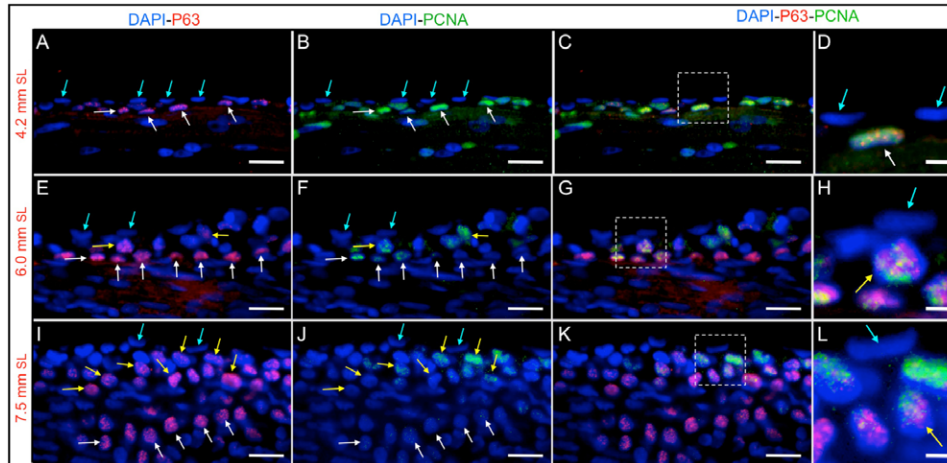 DAPI-P63 DAPI-PCNA DAPI-P63-PCNA
4.2 mm SL
A B C D
6.0 mm SL
E F G H
7.5 mm SL
I J K L